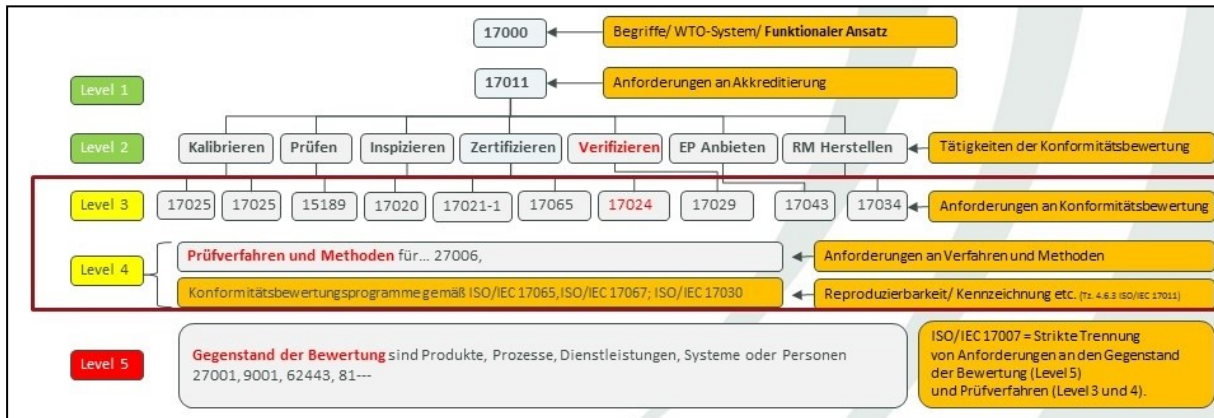 17000
Begriffe/ WTO-System/ Funktionaler Ansatz
Level 1
17011
Anforderungen an Akkreditierung
Level 2
Kalibrieren
Prüfen
Inspizieren
Zertifizieren
Verifizieren
EP Anbieten
RM Herstellen
Tätigkeiten der Konformitätsbewertung
Level 3
17025
17025
15189
17020
17021-1
17065
17024
17029
17043
17034
Anforderungen an Konformitätsbewertung
Level 4
Prüfverfahren und Methoden für... 27006,
Anforderungen an Verfahren und Methoden
Konformitätsbewertungsprogramme gemäß ISO/IEC 17065, ISO/IEC 17067; ISO/IEC 17030
Reproduzierbarkeit/ Kennzeichnung etc. (Tz. 4.6.3 ISO/IEC 17011)
Level 5
Gegenstand der Bewertung sind Produkte, Prozesse, Dienstleistungen, Systeme oder Personen
27001, 9001, 62443, 81---
ISO/IEC 17007 = Strikte Trennung
von Anforderungen an den Gegenstand
der Bewertung (Level 5)
und Prüfverfahren (Level 3 und 4).